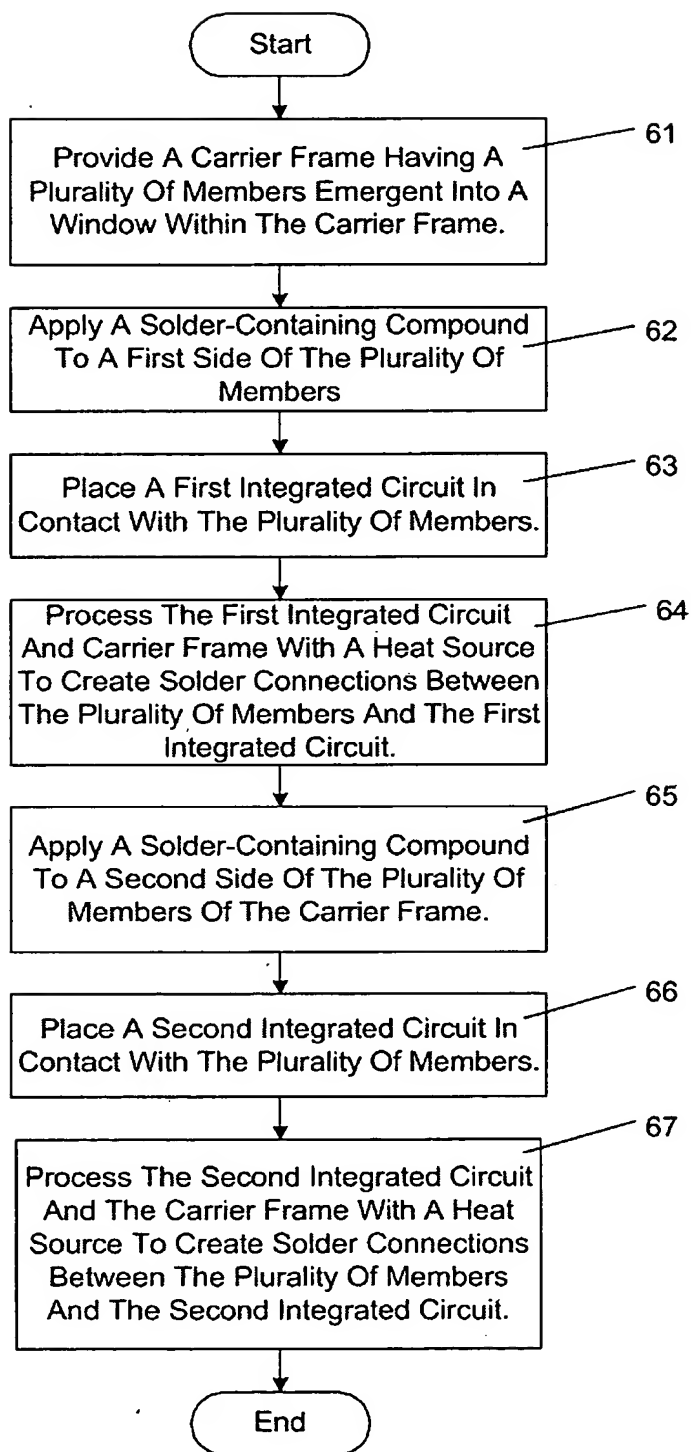 Start
61
Provide A Carrier Frame Having A
Plurality Of Members Emergent Into A
Window Within The Carrier Frame.
62
Apply A Solder-Containing Compound
To A First Side Of The Plurality Of
Members
63
Place A First Integrated Circuit In
Contact With The Plurality Of Members.
64
Process The First Integrated Circuit
And Carrier Frame With A Heat Source
To Create Solder Connections Between
The Plurality Of Members And The First
Integrated Circuit.
65
Apply A Solder-Containing Compound
To A Second Side Of The Plurality Of
Members Of The Carrier Frame.
66
Place A Second Integrated Circuit In
Contact With The Plurality Of Members.
67
Process The Second Integrated Circuit
And The Carrier Frame With A Heat
Source To Create Solder Connections
Between The Plurality Of Members
And The Second Integrated Circuit.
End